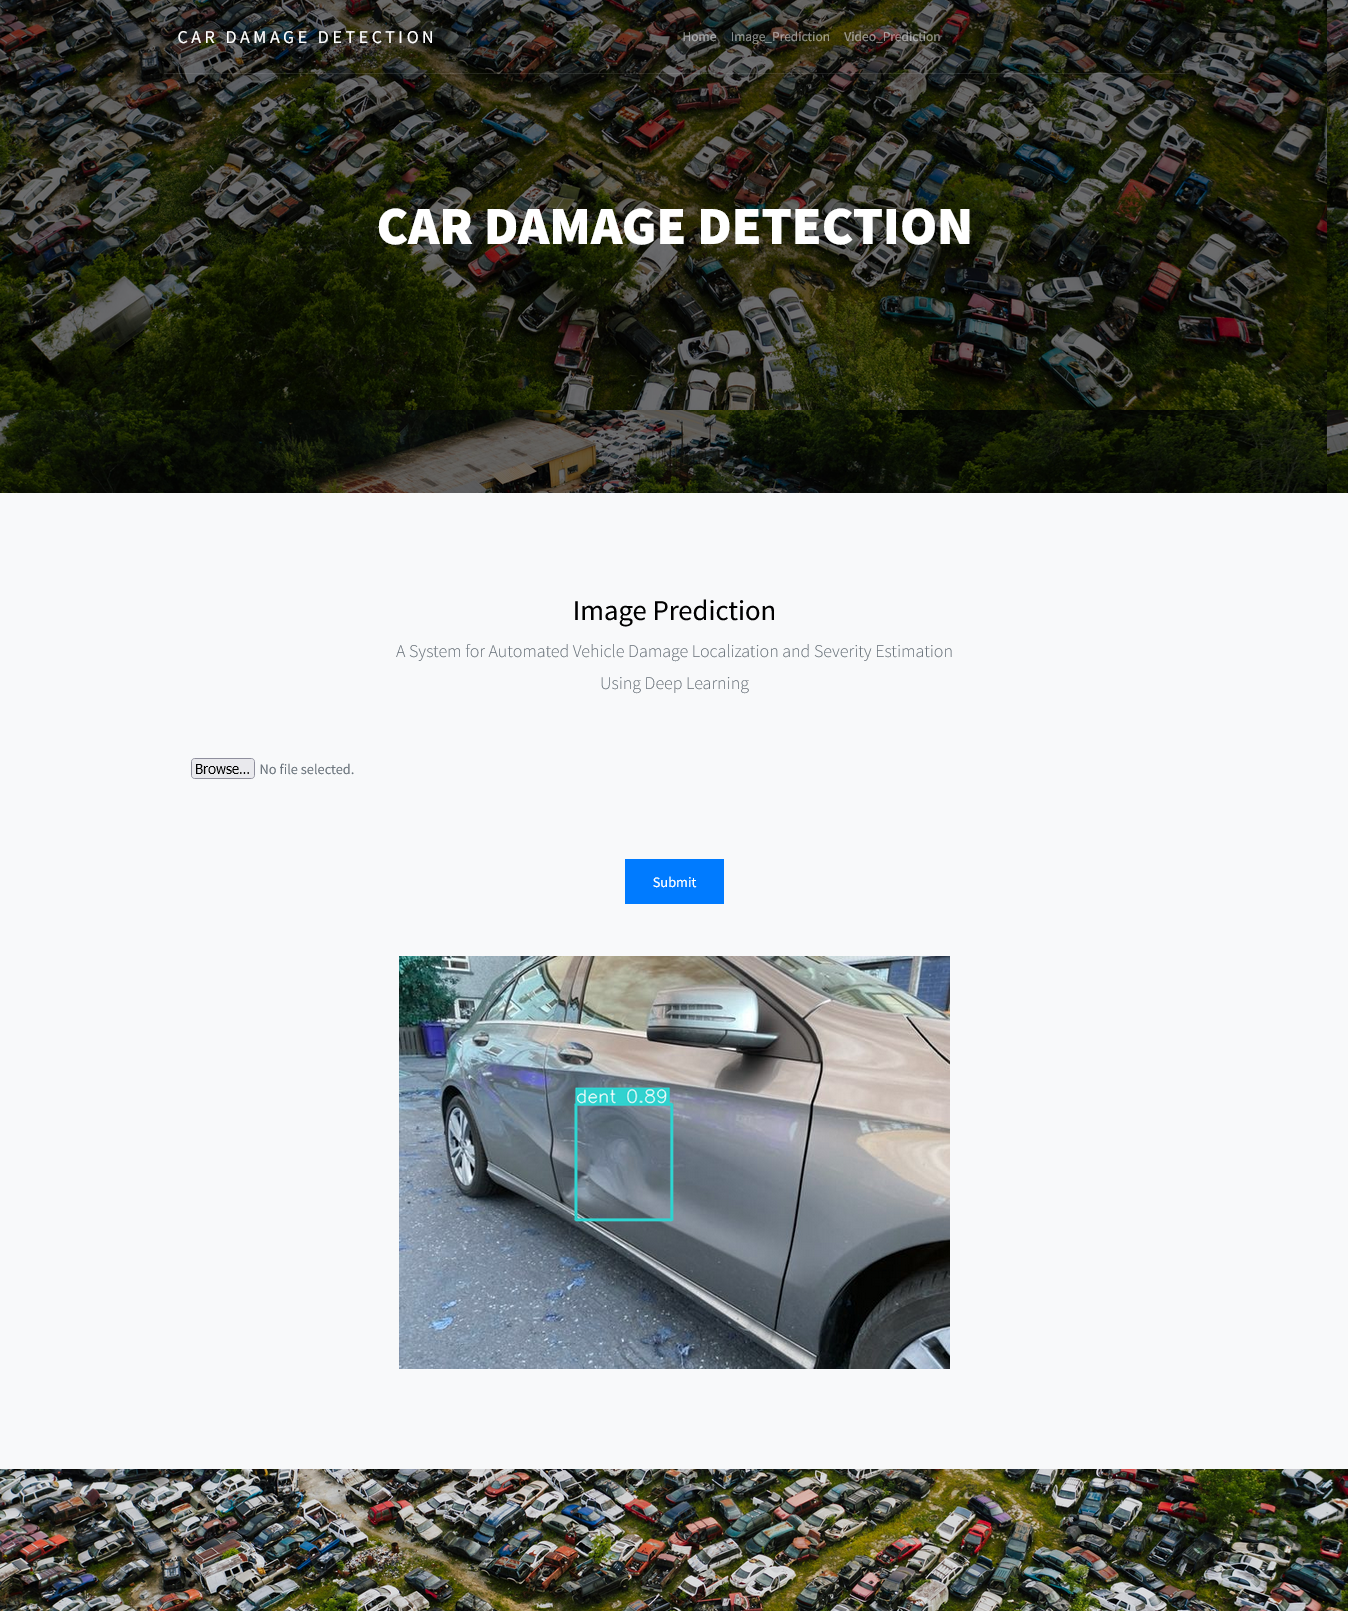 CAR DAMAGE DETECTION
Home Image_Prediction Video_Prediction
CAR DAMAGE DETECTION
Image Prediction
A System for Automated Vehicle Damage Localization and Severity Estimation
Using Deep Learning
Browse... No file selected.
Submit
dent 0.89